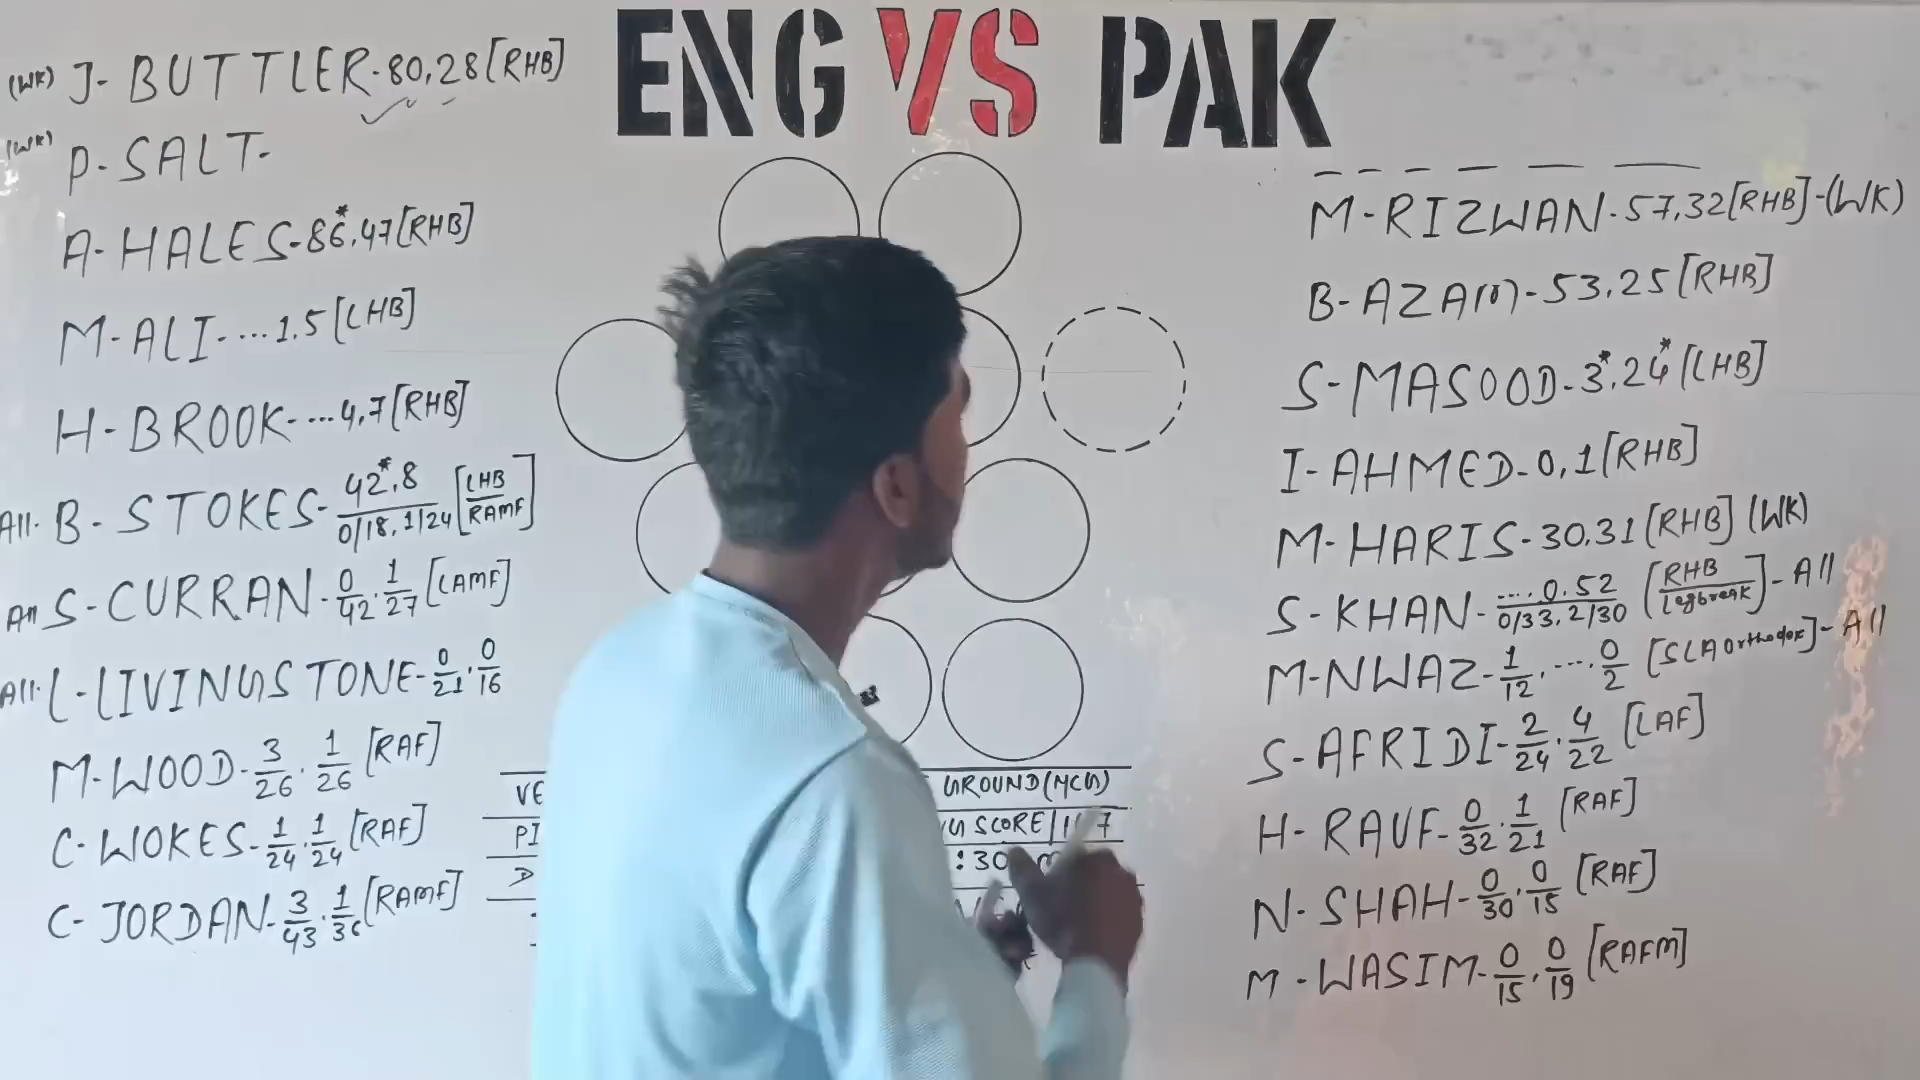 ENG VS PAK
(WK) J- BUTTLER-80,28[RHB]
(WK) P-SALT-
A-HALES-86*,47[RHB]
M-ALI-...1,5[LHB]
H-BROOK-...4,7[RHB]
All- B-STOKES- 42*,8 / 0/18,1/24 [LHB / RAMF]
All S-CURRAN- 0/42, 1/27 [LAMF]
All- L-LIVINGSTONE- 0/21, 0/16
M-WOOD- 3/26, 1/26 [RAF]
C-WOKES- 1/24, 1/24 [RAF]
C-JORDAN- 3/43, 1/36 [RAMF]
GROUND(MCG)
SCORE/
:30
M-RIZWAN-57,32[RHB]-(WK)
B-AZAM-53,25[RHB]
S-MASOOD-3*,24*[LHB]
I-AHMED-0,1[RHB]
M-HARIS-30,31[RHB](WK)
S-KHAN- ....0,52 / 0/33,2/30 [RHB / Legbreak]-All
M-NWAZ- 1/12, .... 0/2 [SLAOrthodox]-All
S-AFRIDI- 2/24, 4/22 [LAF]
H-RAUF- 0/32, 1/21 [RAF]
N-SHAH- 0/30, 0/15 [RAF]
M-WASIM- 0/15, 0/19 [RAFM]